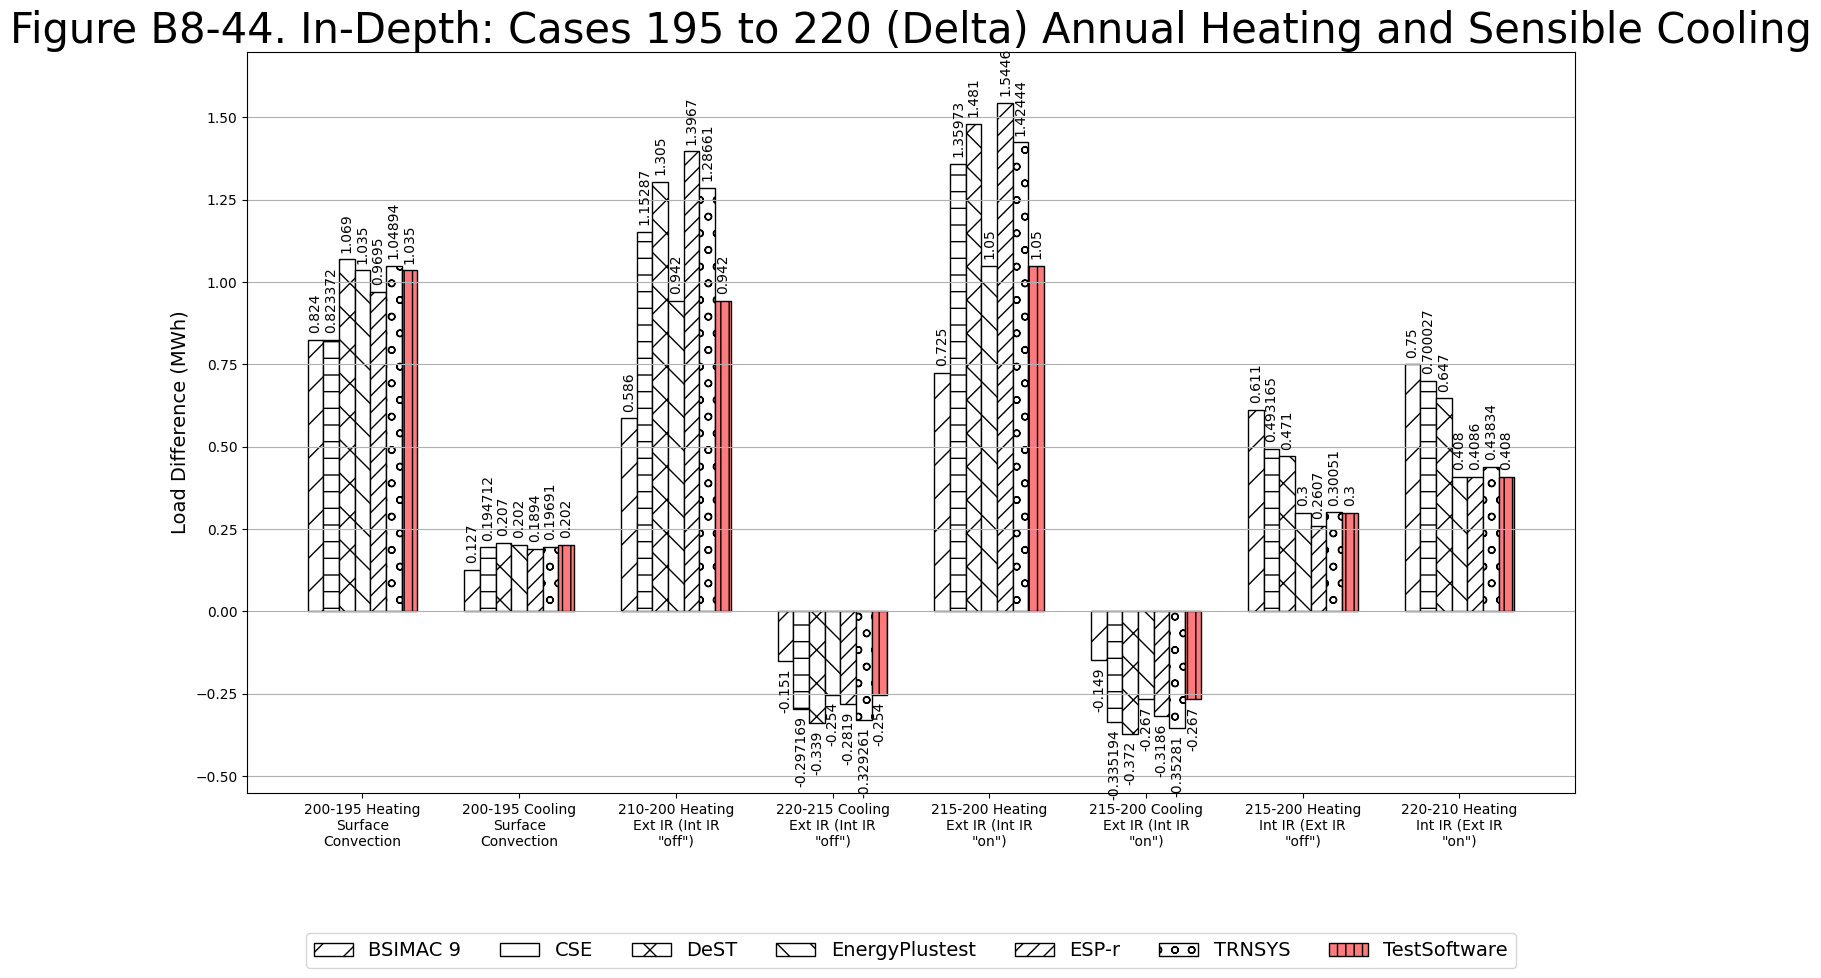 Figure B8-44. In-Depth: Cases 195 to 220 (Delta) Annual Heating and Sensible Cooling
Load Difference (MWh)
1.50
1.25
1.00
0.75
0.50
0.25
0.00
−0.25
−0.50
0.824
0.823372
1.069
1.035
0.9695
1.04894
1.035
0.127
0.194712
0.207
0.202
0.1894
0.19691
0.202
0.586
1.15287
1.305
0.942
1.3967
1.28661
0.942
-0.151
-0.297169
-0.339
-0.254
-0.2819
-0.329261
-0.254
0.725
1.35973
1.481
1.05
1.5446
1.42444
1.05
-0.149
-0.335194
-0.372
-0.267
-0.3186
-0.35281
-0.267
0.611
0.493165
0.471
0.3
0.2607
0.30051
0.3
0.75
0.700027
0.647
0.408
0.4086
0.43834
0.408
200-195 Heating
Surface
Convection
200-195 Cooling
Surface
Convection
210-200 Heating
Ext IR (Int IR
"off")
220-215 Cooling
Ext IR (Int IR
"off")
215-200 Heating
Ext IR (Int IR
"on")
215-200 Cooling
Ext IR (Int IR
"on")
215-200 Heating
Int IR (Ext IR
"off")
220-210 Heating
Int IR (Ext IR
"on")
BSIMAC 9
CSE
DeST
EnergyPlustest
ESP-r
TRNSYS
TestSoftware